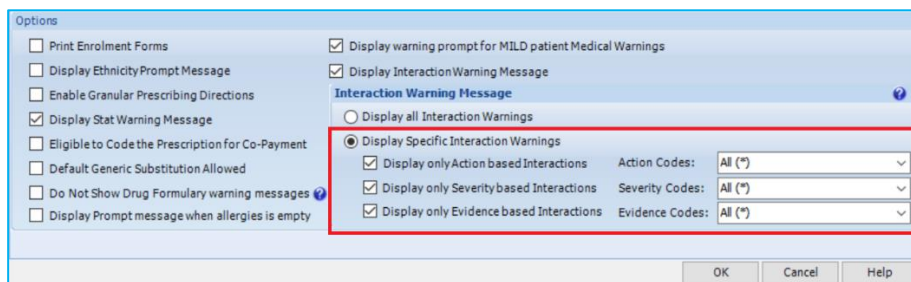 Options
Print Enrolment Forms
Display Ethnicity Prompt Message
Enable Granular Prescribing Directions
Display Stat Warning Message
Eligible to Code the Prescription for Co-Payment
Default Generic Substitution Allowed
Do Not Show Drug Formulary warning messages ?
Display Prompt message when allergies is empty
Display warning prompt for MILD patient Medical Warnings
Display Interaction Warning Message
Interaction Warning Message ?
Display all Interaction Warnings
Display Specific Interaction Warnings
Display only Action based Interactions Action Codes: All (*)
Display only Severity based Interactions Severity Codes: All (*)
Display only Evidence based Interactions Evidence Codes: All (*)
OK Cancel Help